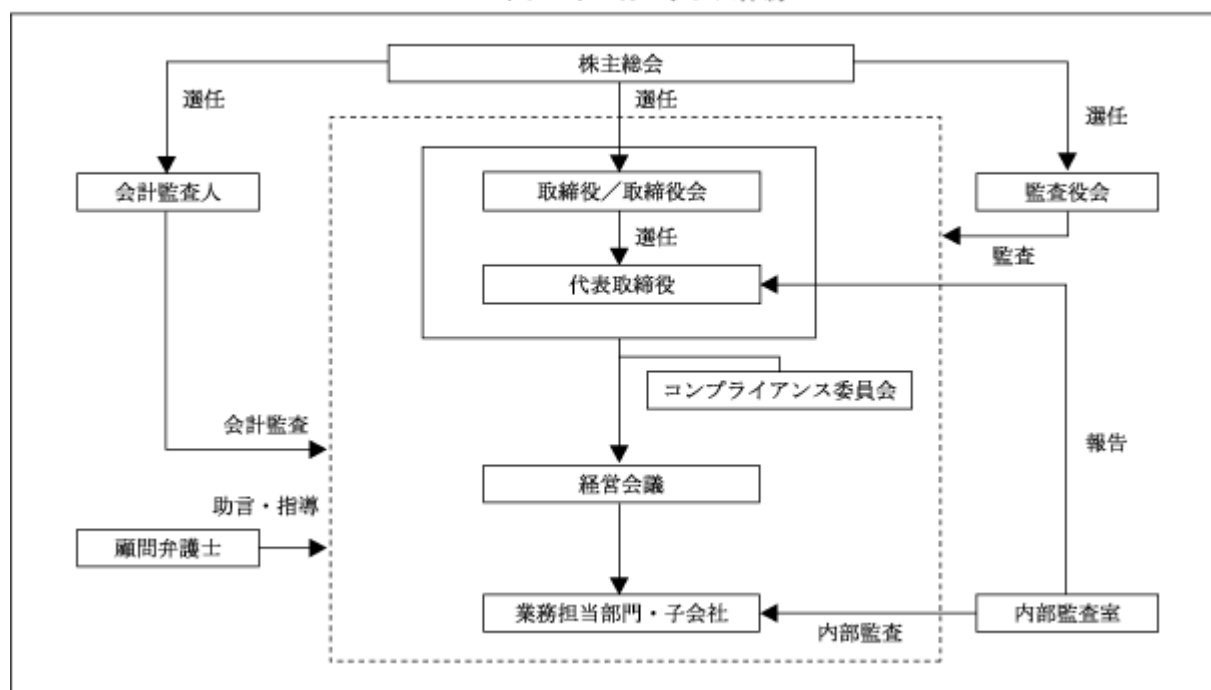 株主総会
選任
選任
選任
会計監査人
取締役／取締役会
監査役会
選任
監査
代表取締役
コンプライアンス委員会
会計監査
報告
経営会議
助言・指導
顧問弁護士
業務担当部門・子会社
内部監査
内部監査室